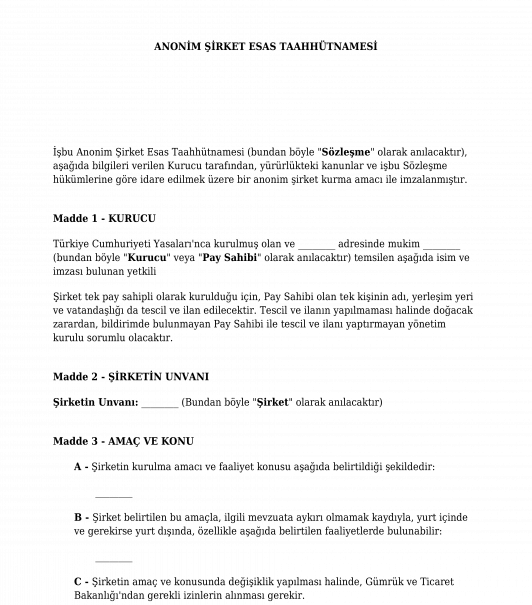 ANONİM ŞİRKET ESAS TAAHHÜTNAMESİ
İşbu Anonim Şirket Esas Taahhütnamesi (bundan böyle "Sözleşme" olarak anılacaktır),
aşağıda bilgileri verilen Kurucu tarafından, yürürlükteki kanunlar ve işbu Sözleşme
hükümlerine göre idare edilmek üzere bir anonim şirket kurma amacı ile imzalanmıştır.
Madde 1 - KURUCU
Türkiye Cumhuriyeti Yasaları'nca kurulmuş olan ve ________ adresinde mukim ________
(bundan böyle "Kurucu" veya "Pay Sahibi" olarak anılacaktır) temsilen aşağıda isim ve
imzası bulunan yetkili
Şirket tek pay sahipli olarak kurulduğu için, Pay Sahibi olan tek kişinin adı, yerleşim yeri
ve vatandaşlığı da tescil ve ilan edilecektir. Tescil ve ilanın yapılmaması halinde doğacak
zarardan, bildirimde bulunmayan Pay Sahibi ile tescil ve ilanı yaptırmayan yönetim
kurulu sorumlu olacaktır.
Madde 2 - ŞİRKETİN UNVANI
Şirketin Unvanı: ________ (Bundan böyle "Şirket" olarak anılacaktır)
Madde 3 - AMAÇ VE KONU
A - Şirketin kurulma amacı ve faaliyet konusu aşağıda belirtildiği şekildedir:
________
B - Şirket belirtilen bu amaçla, ilgili mevzuata aykırı olmamak kaydıyla, yurt içinde
ve gerekirse yurt dışında, özellikle aşağıda belirtilen faaliyetlerde bulunabilir:
________
C - Şirketin amaç ve konusunda değişiklik yapılması halinde, Gümrük ve Ticaret
Bakanlığı'ndan gerekli izinlerin alınması gerekir.